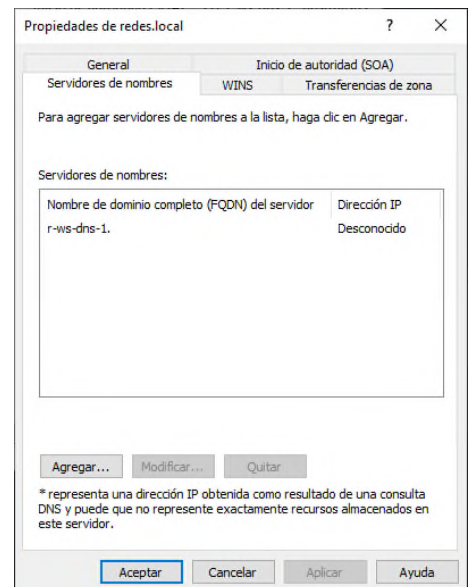 Propiedades de redes.local ? ×
General Inicio de autoridad (SOA)
Servidores de nombres WINS Transferencias de zona
Para agregar servidores de nombres a la lista, haga clic en Agregar.
Servidores de nombres:
Nombre de dominio completo (FQDN) del servidor Dirección IP
r-ws-dns-1. Desconocido
Agregar... Modificar... Quitar
* representa una dirección IP obtenida como resultado de una consulta
DNS y puede que no represente exactamente recursos almacenados en
este servidor.
Aceptar Cancelar Aplicar Ayuda